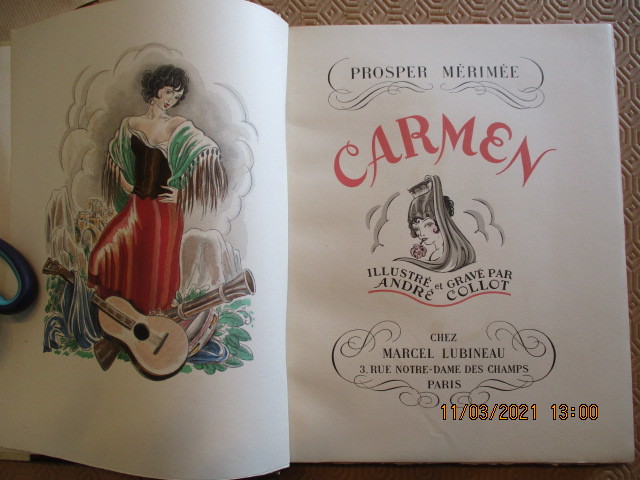 PROSPER MÉRIMÉE
CARMEN
ILLUSTRÉ et GRAVÉ PAR
ANDRÉ COLLOT
CHEZ
MARCEL LUBINEAU
3, RUE NOTRE-DAME DES CHAMPS
PARIS
11/03/2021 13:00